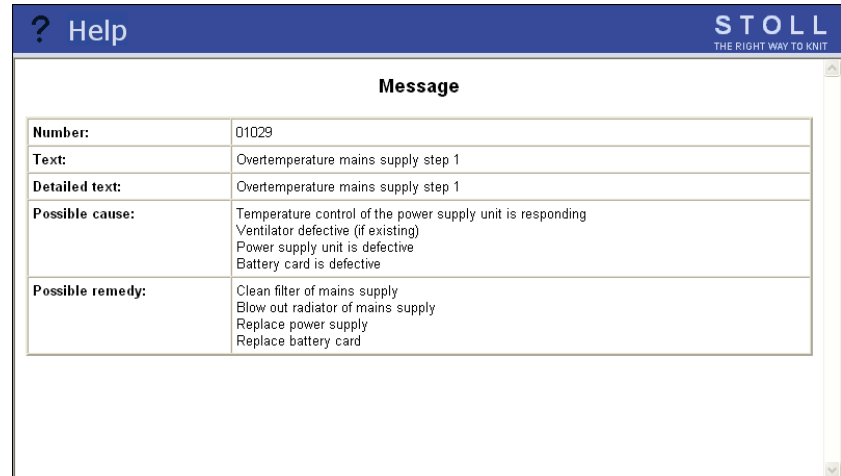 ? Help
STOLL
THE RIGHT WAY TO KNIT
Message
Number: 01029
Text: Overtemperature mains supply step 1
Detailed text: Overtemperature mains supply step 1
Possible cause: Temperature control of the power supply unit is responding
Ventilator defective (if existing)
Power supply unit is defective
Battery card is defective
Possible remedy: Clean filter of mains supply
Blow out radiator of mains supply
Replace power supply
Replace battery card